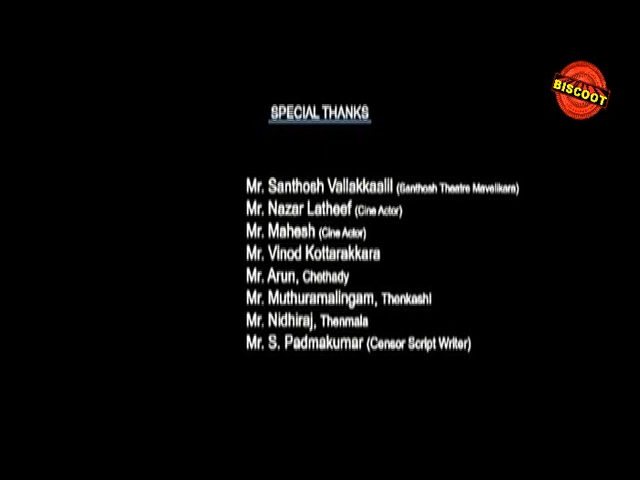 BISCOOT
SPECIAL THANKS
Mr. Santhosh Vallakkaalil (Santhosh Theatre Mavelikara)
Mr. Nazar Latheef (Cine Actor)
Mr. Mahesh (Cine Actor)
Mr. Vinod Kottarakkara
Mr. Arun, Chethady
Mr. Muthuramalingam, Thenkashi
Mr. Nidhiraj, Thenmala
Mr. S. Padmakumar (Censor Script Writer)